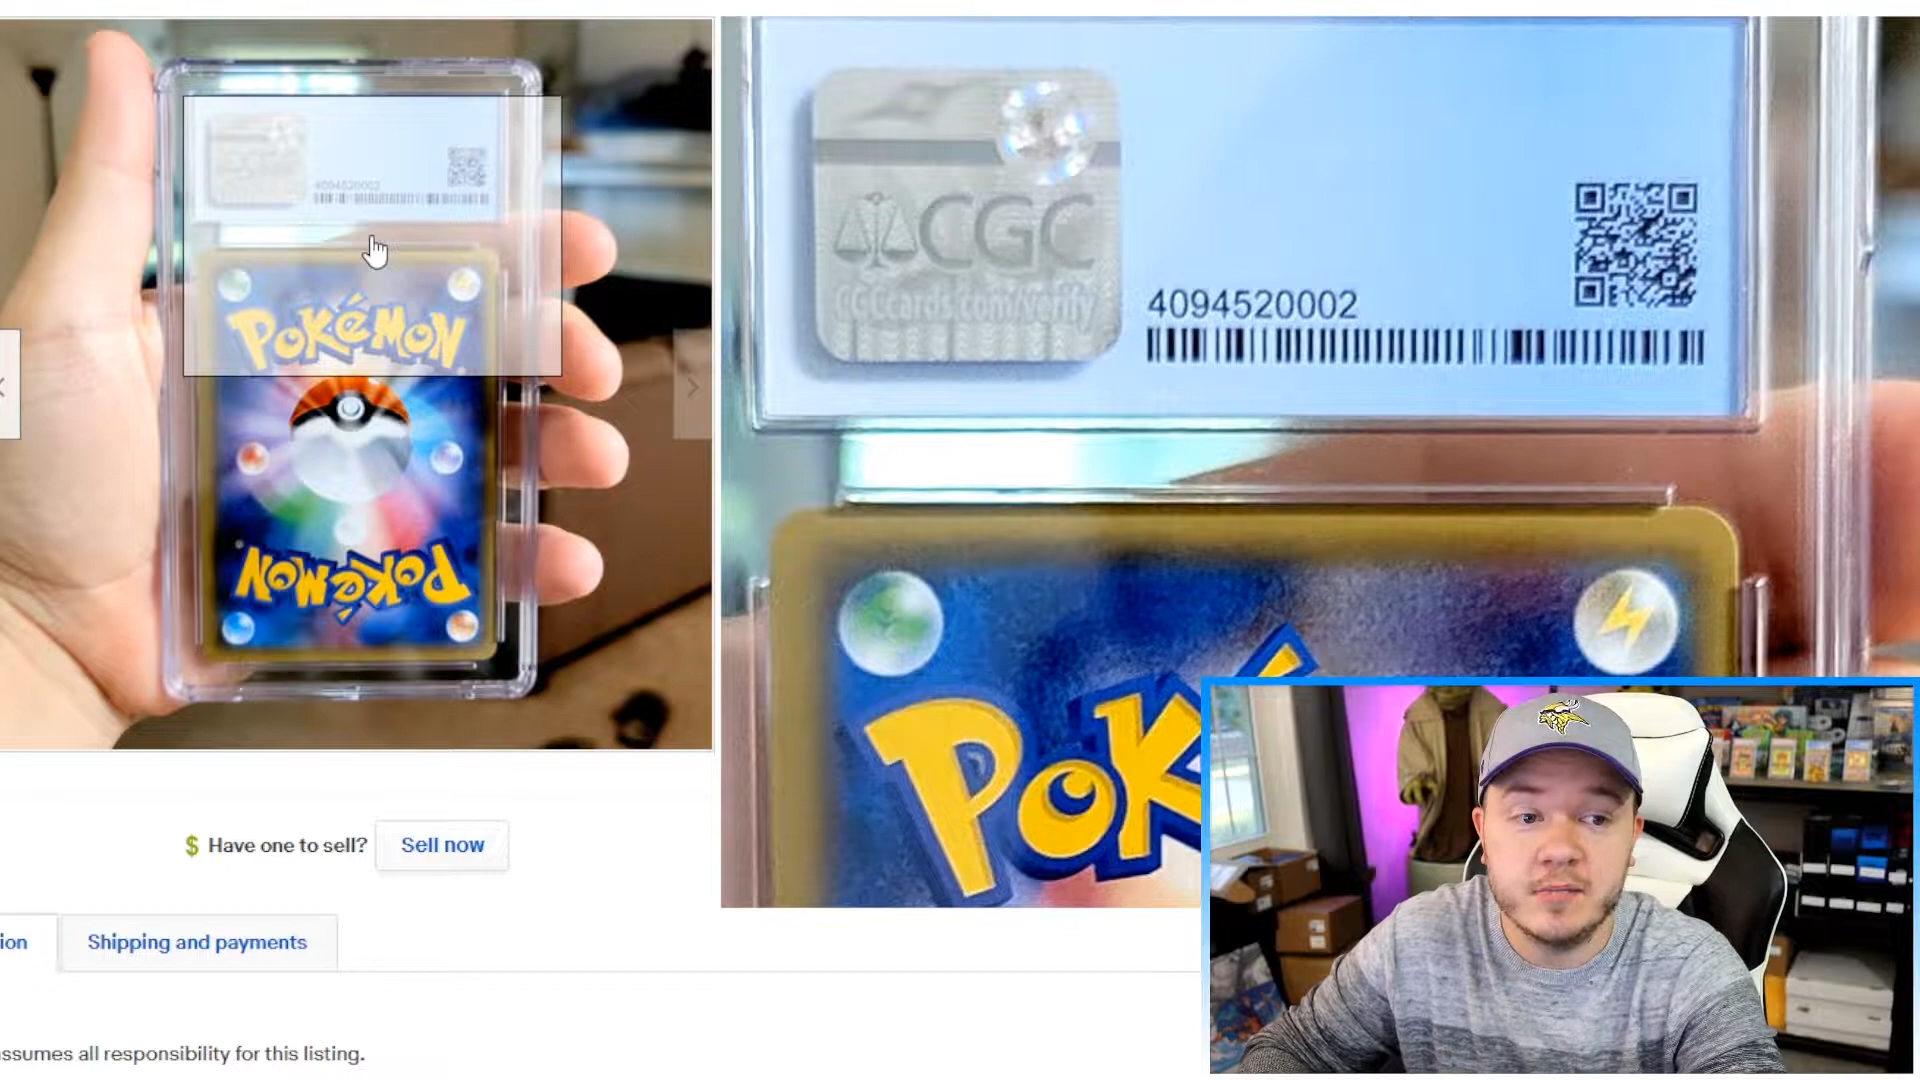 4094520002
POKÉMON
POKÉMON
CGC
CGCcards.com/verify
4094520002
POK
$ Have one to sell? Sell now
ion
Shipping and payments
ssumes all responsibility for this listing.